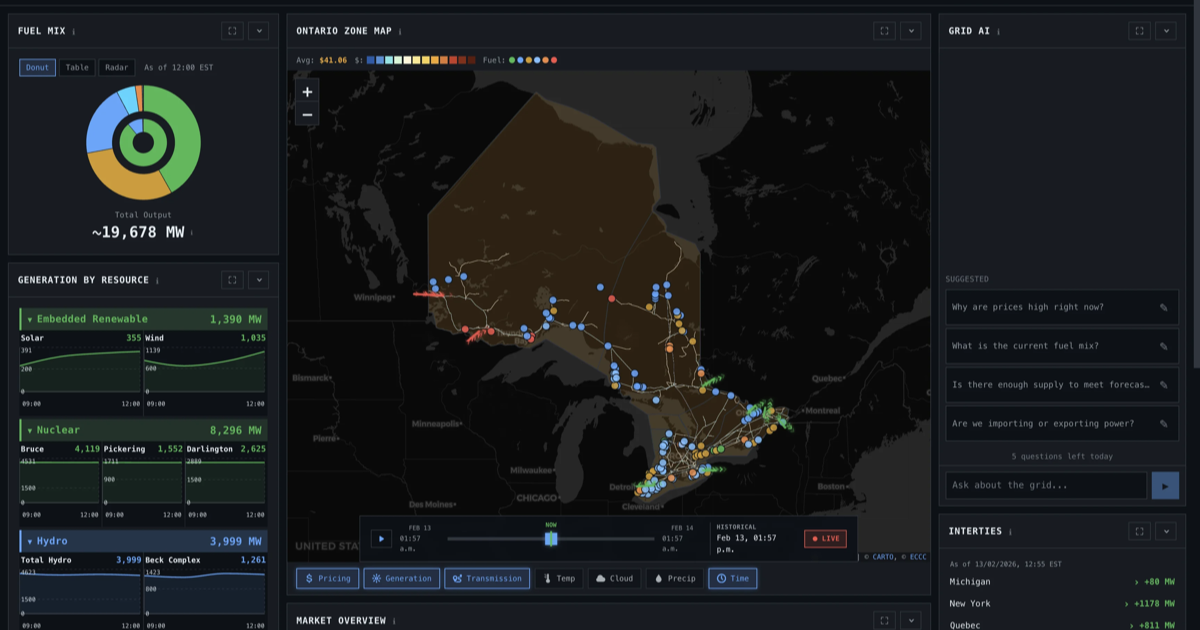 FUEL MIX i
Donut Table Radar As of 12:00 EST
Total Output
~19,678 MW i
GENERATION BY RESOURCE i
▾ Embedded Renewable 1,390 MW
Solar 355 Wind 1,035
391 1139
200 600
0 0
09:00 12:00 09:00 12:00
▾ Nuclear 8,296 MW
Bruce 4,119 Pickering 1,552 Darlington 2,625
4531 1711 2889
1500 900 1500
0 0 0
09:00 12:00 09:00 12:00 09:00 12:00
▾ Hydro 3,999 MW
Total Hydro 3,999 Beck Complex 1,261
4623 1423
1500 800
0 0
09:00 12:00 09:00 12:00
ONTARIO ZONE MAP i
Avg: $41.06 $: Fuel:
+
−
Winnipeg
Bismarck
Quebec
Montreal
Minneapolis
Pierre
Milwaukee
Detroit
Boston
CHICAGO
Des Moines
Cleveland
UNITED STA
FEB 13
01:57
a.m.
NOW
FEB 14
01:57
a.m.
HISTORICAL
Feb 13, 01:57
p.m.
LIVE
| © CARTO, © ECCC
$ Pricing Generation Transmission Temp Cloud Precip Time
MARKET OVERVIEW i
GRID AI i
SUGGESTED
Why are prices high right now?
What is the current fuel mix?
Is there enough supply to meet forecas…
Are we importing or exporting power?
5 questions left today
Ask about the grid...
INTERTIES i
As of 13/02/2026, 12:55 EST
Michigan › +80 MW
New York › +1178 MW
Quebec › +811 MW